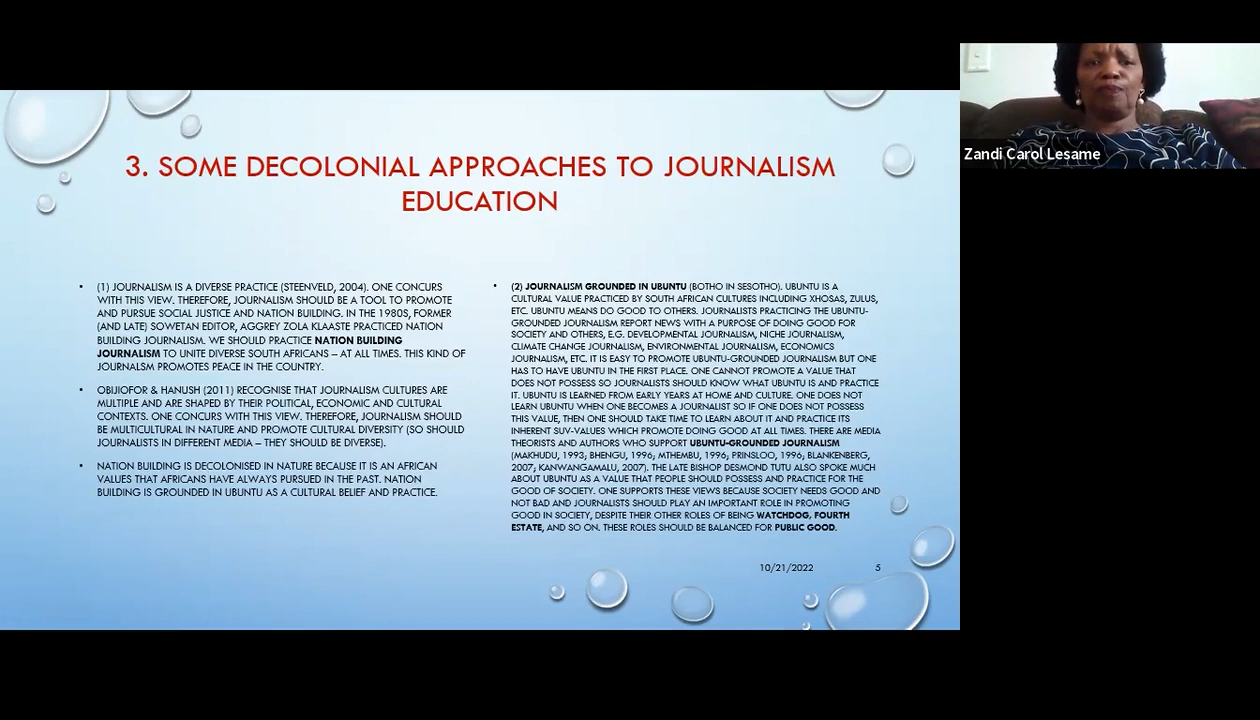 3. SOME DECOLONIAL APPROACHES TO JOURNALISM
EDUCATION
• (1) JOURNALISM IS A DIVERSE PRACTICE (STEENVELD, 2004). ONE CONCURS
WITH THIS VIEW. THEREFORE, JOURNALISM SHOULD BE A TOOL TO PROMOTE
AND PURSUE SOCIAL JUSTICE AND NATION BUILDING. IN THE 1980S, FORMER
(AND LATE) SOWETAN EDITOR, AGGREY ZOLA KLAASTE PRACTICED NATION
BUILDING JOURNALISM. WE SHOULD PRACTICE NATION BUILDING
JOURNALISM TO UNITE DIVERSE SOUTH AFRICANS – AT ALL TIMES. THIS KIND OF
JOURNALSM PROMOTES PEACE IN THE COUNTRY.
• OBIJIOFOR & HANUSH (2011) RECOGNISE THAT JOURNALISM CULTURES ARE
MULTIPLE AND ARE SHAPED BY THEIR POLITICAL, ECONOMIC AND CULTURAL
CONTEXTS. ONE CONCURS WITH THIS VIEW. THEREFORE, JOURNALISM SHOULD
BE MULTICULTURAL IN NATURE AND PROMOTE CULTURAL DIVERSITY (SO SHOULD
JOURNALISTS IN DIFFERENT MEDIA – THEY SHOULD BE DIVERSE).
• NATION BUILDING IS DECOLONISED IN NATURE BECAUSE IT IS AN AFRICAN
VALUES THAT AFRICANS HAVE ALWAYS PURSUED IN THE PAST. NATION
BUILDING IS GROUNDED IN UBUNTU AS A CULTURAL BELIEF AND PRACTICE.
• (2) JOURNALISM GROUNDED IN UBUNTU (BOTHO IN SESOTHO). UBUNTU IS A
CULTURAL VALUE PRACTICED BY SOUTH AFRICAN CULTURES INCLUDING XHOSAS, ZULUS,
ETC. UBUNTU MEANS DO GOOD TO OTHERS. JOURNALISTS PRACTICING THE UBUNTU-
GROUNDED JOURNALISM REPORT NEWS WITH A PURPOSE OF DOING GOOD FOR
SOCIETY AND OTHERS, E.G. DEVELOPMENTAL JOURNALISM, NICHE JOURNALISM,
CLIMATE CHANGE JOURNALISM, ENVIRONMENTAL JOURNALISM, ECONOMICS
JOURNALISM, ETC. IT IS EASY TO PROMOTE UBUNTU-GROUNDED JOURNALISM BUT ONE
HAS TO HAVE UBUNTU IN THE FIRST PLACE. ONE CANNOT PROMOTE A VALUE THAT
DOES NOT POSSESS SO JOURNALISTS SHOULD KNOW WHAT UBUNTU IS AND PRACTICE
IT. UBUNTU IS LEARNED FROM EARLY YEARS AT HOME AND CULTURE. ONE DOES NOT
LEARN UBUNTU WHEN ONE BECOMES A JOURNALIST SO IF ONE DOES NOT POSSESS
THIS VALUE, THEN ONE SHOULD TAKE TIME TO LEARN ABOUT IT AND PRACTICE ITS
INHERENT SUV-VALUES WHICH PROMOTE DOING GOOD AT ALL TIMES. THERE ARE MEDIA
THEORISTS AND AUTHORS WHO SUPPORT UBUNTU-GROUNDED JOURNALISM
(MAKHUDU, 1993; BHENGU, 1996; MTHEMBU, 1996; PRINSLOO, 1996; BLANKENBERG,
2007; KANWANGAMALU, 2007). THE LATE BISHOP DESMOND TUTU ALSO SPOKE MUCH
ABOUT UBUNTU AS A VALUE THAT PEOPLE SHOULD POSSESS AND PRACTICE FOR THE
GOOD OF SOCIETY. ONE SUPPORTS THESE VIEWS BECAUSE SOCIETY NEEDS GOOD AND
NOT BAD AND JOURNALISTS SHOULD PLAY AN IMPORTANT ROLE IN PROMOTING
GOOD IN SOCIETY, DESPITE THEIR OTHER ROLES OF BEING WATCHDOG, FOURTH
ESTATE, AND SO ON. THESE ROLES SHOULD BE BALANCED FOR PUBLIC GOOD.
10/21/2022 5
Zandi Carol Lesame